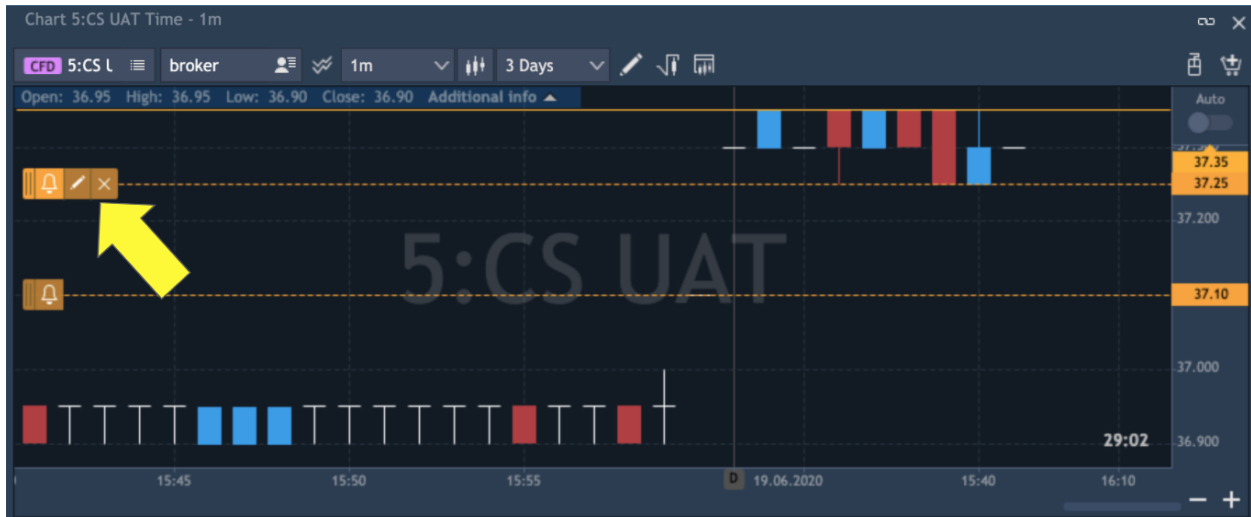 Chart 5:CS UAT Time - 1m
CFD 5:CS U broker 1m 3 Days
Open: 36.95 High: 36.95 Low: 36.90 Close: 36.90 Additional info
Auto
37.35
37.25
37.200
5:CS UAT
37.10
37.000
29:02
36.900
15:45 15:50 15:55 D 19.06.2020 15:40 16:10